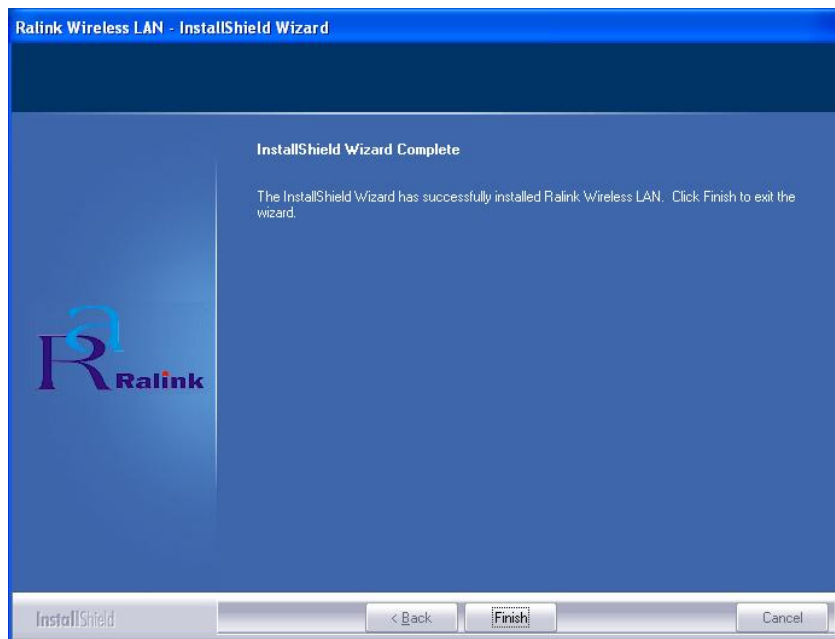 Ralink Wireless LAN - InstallShield Wizard
InstallShield Wizard Complete
The InstallShield Wizard has successfully installed Ralink Wireless LAN. Click Finish to exit the
wizard.
Ra
Ralink
InstallShield
< Back
Finish
Cancel